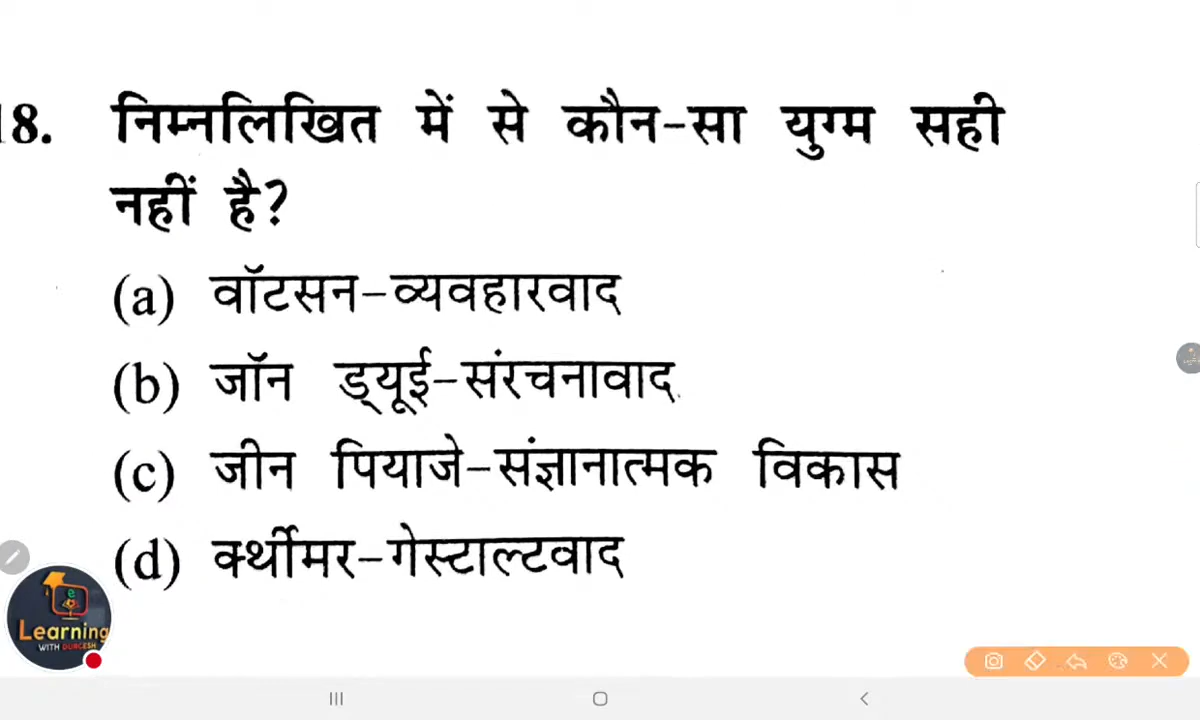 18. निम्नलिखित में से कौन-सा युग्म सही
नहीं है?
(a) वॉटसन-व्यवहारवाद
(b) जॉन ड्यूई-संरचनावाद
(c) जीन पियाजे-संज्ञानात्मक विकास
(d) वर्थीमर-गेस्टाल्टवाद
Learning
WITH DURGESH